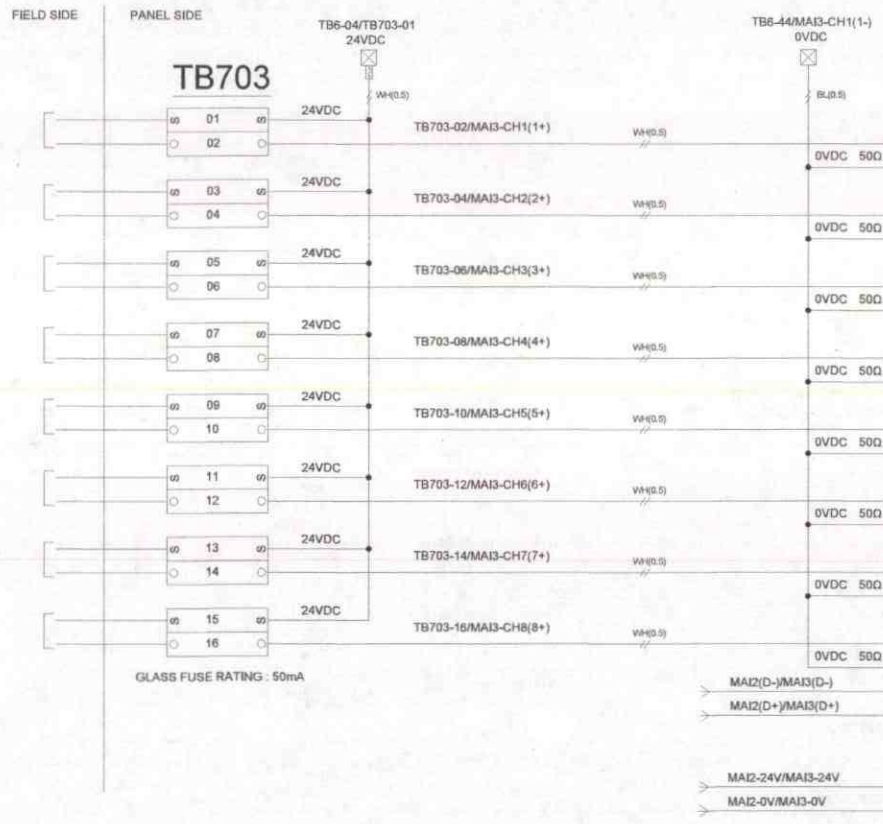 FIELD SIDE
PANEL SIDE
TB6-04/TB703-01
24VDC
TB6-44/MAI3-CH1(1-)
0VDC
TB703
WH(0.5)
BL(0.5)
S 01 S
24VDC
02
TB703-02/MAI3-CH1(1+)
WH(0.5)
0VDC 50Ω
S 03 S
24VDC
04
TB703-04/MAI3-CH2(2+)
WH(0.5)
0VDC 50Ω
S 05 S
24VDC
06
TB703-06/MAI3-CH3(3+)
WH(0.5)
0VDC 50Ω
S 07 S
24VDC
08
TB703-08/MAI3-CH4(4+)
WH(0.5)
0VDC 50Ω
S 09 S
24VDC
10
TB703-10/MAI3-CH5(5+)
WH(0.5)
0VDC 50Ω
S 11 S
24VDC
12
TB703-12/MAI3-CH6(6+)
WH(0.5)
0VDC 50Ω
S 13 S
24VDC
14
TB703-14/MAI3-CH7(7+)
WH(0.5)
0VDC 50Ω
S 15 S
24VDC
16
TB703-16/MAI3-CH8(8+)
WH(0.5)
0VDC 50Ω
GLASS FUSE RATING : 50mA
MAI2(D-)/MAI3(D-)
MAI2(D+)/MAI3(D+)
MAI2-24V/MAI3-24V
MAI2-0V/MAI3-0V